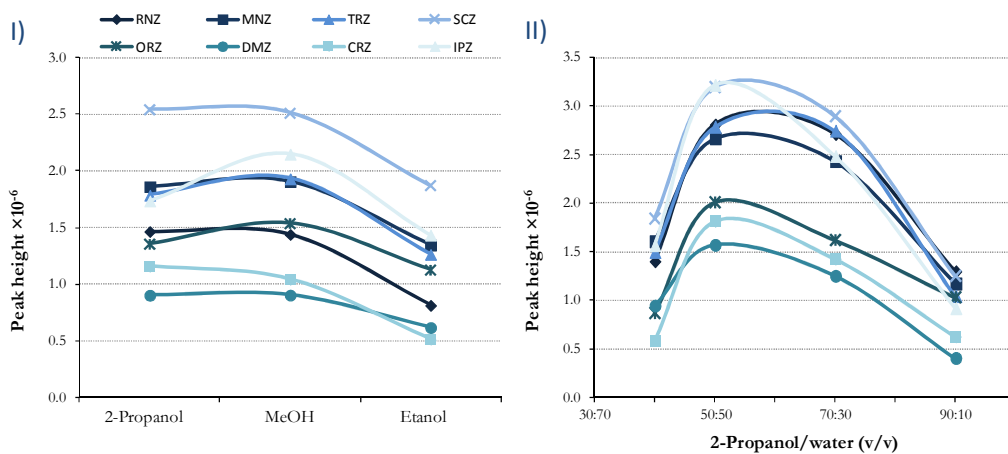 I)
RNZ MNZ TRZ SCZ
ORZ DMZ CRZ IPZ
Peak height ×10-6
3.0
2.5
2.0
1.5
1.0
0.5
0.0
2-Propanol MeOH Etanol
II)
Peak height ×10-6
3.5
3.0
2.5
2.0
1.5
1.0
0.5
0.0
30:70 50:50 70:30 90:10
2-Propanol/water (v/v)